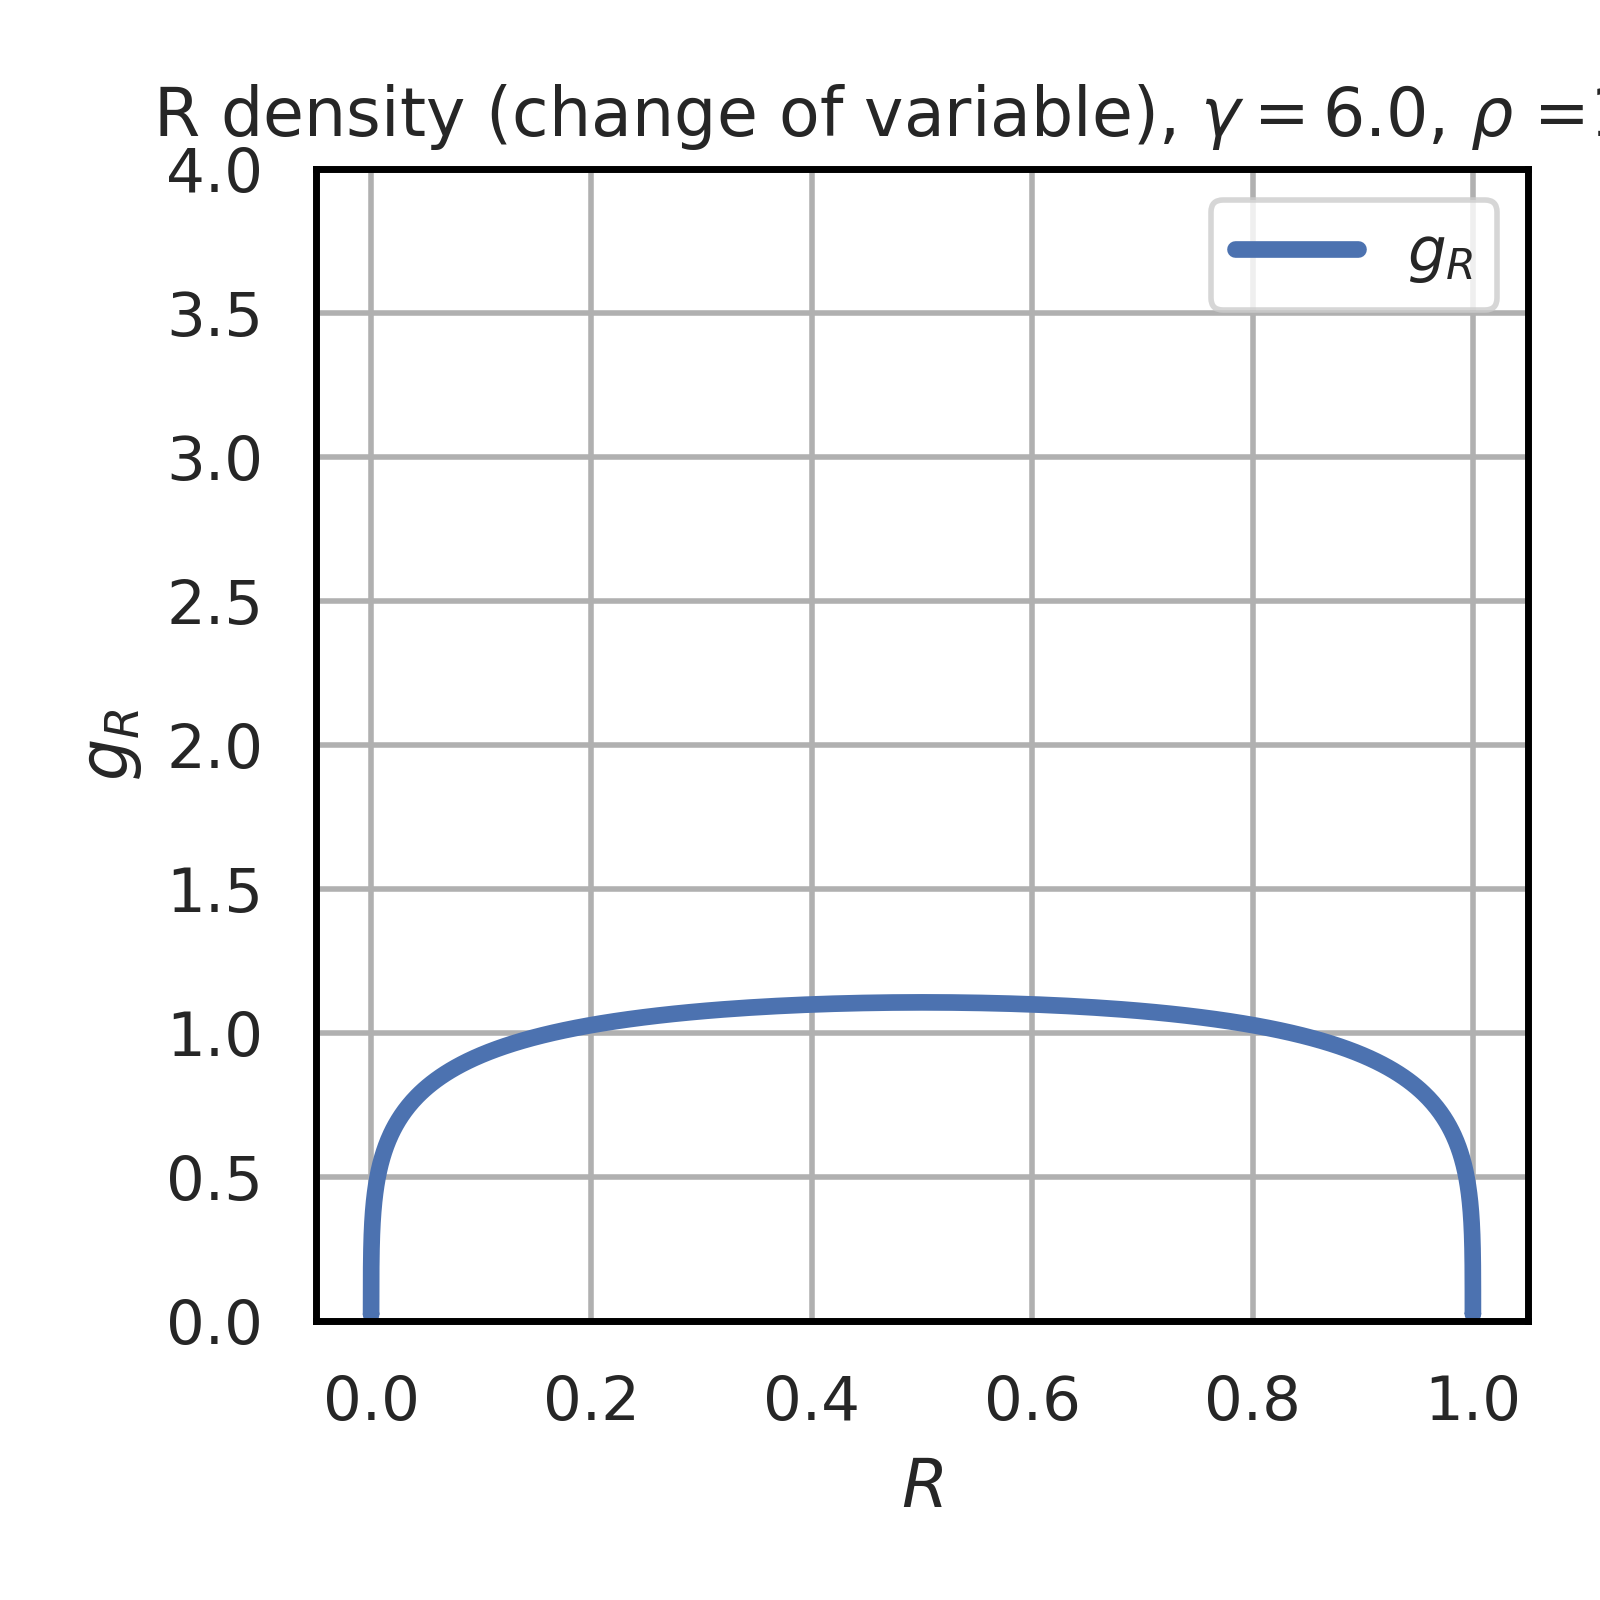 R density (change of variable), γ = 6.0, ρ =
4.0
3.5
3.0
2.5
2.0
1.5
1.0
0.5
0.0
g_R
g_R
0.0 0.2 0.4 0.6 0.8 1.0
R